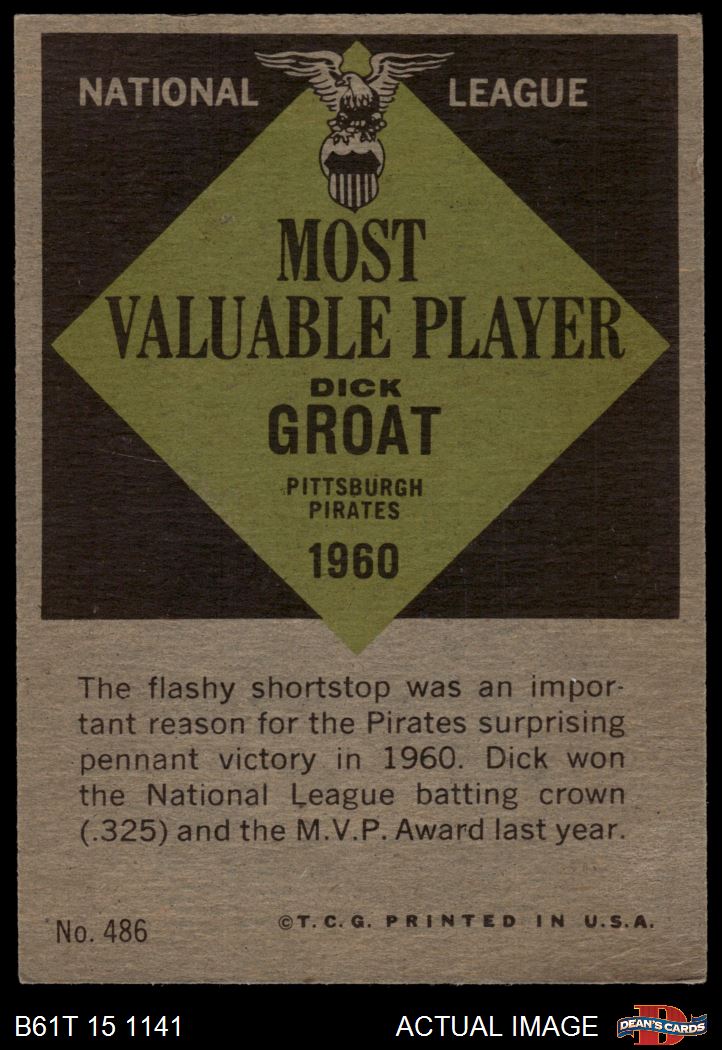 NATIONAL LEAGUE
MOST
VALUABLE PLAYER
DICK
GROAT
PITTSBURGH
PIRATES
1960
The flashy shortstop was an impor-
tant reason for the Pirates surprising
pennant victory in 1960. Dick won
the National League batting crown
(.325) and the M.V.P. Award last year.
No. 486
©T.C.G. PRINTED IN U.S.A.
B61T 15 1141
ACTUAL IMAGE
D
DEAN'S CARDS